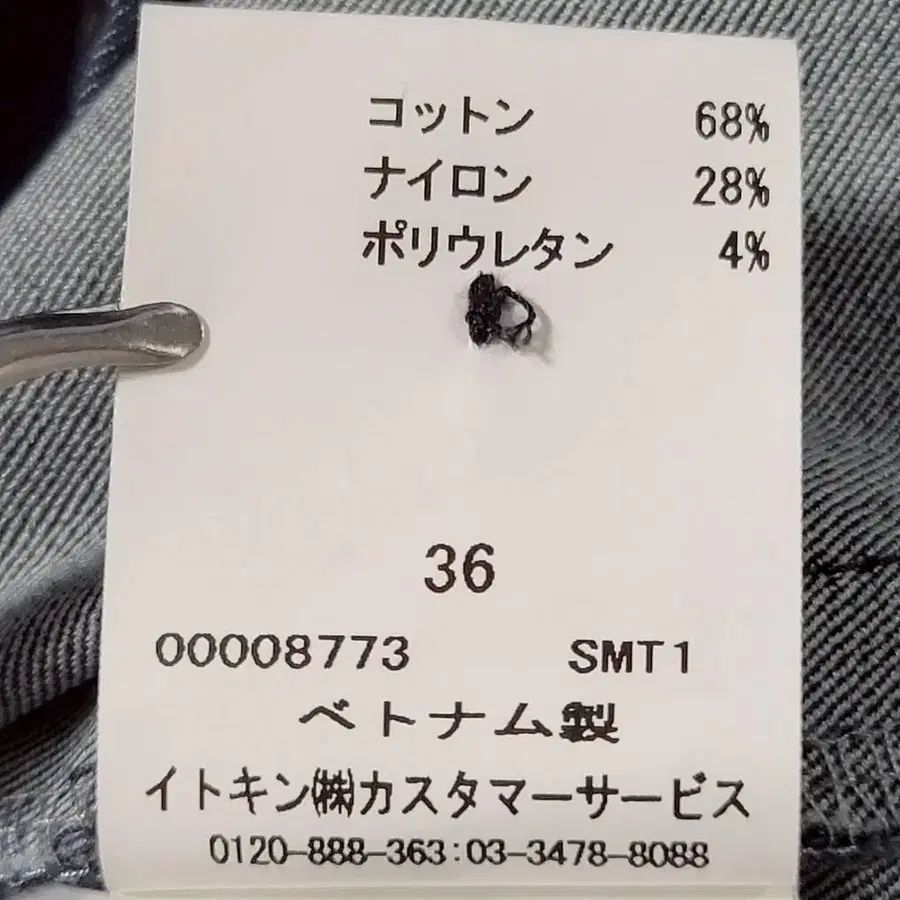 コットン 68%
ナイロン 28%
ポリウレタン 4%
36
00008773 SMT1
ベトナム製
イトキン㈱カスタマーサービス
0120-888-363:03-3478-8088